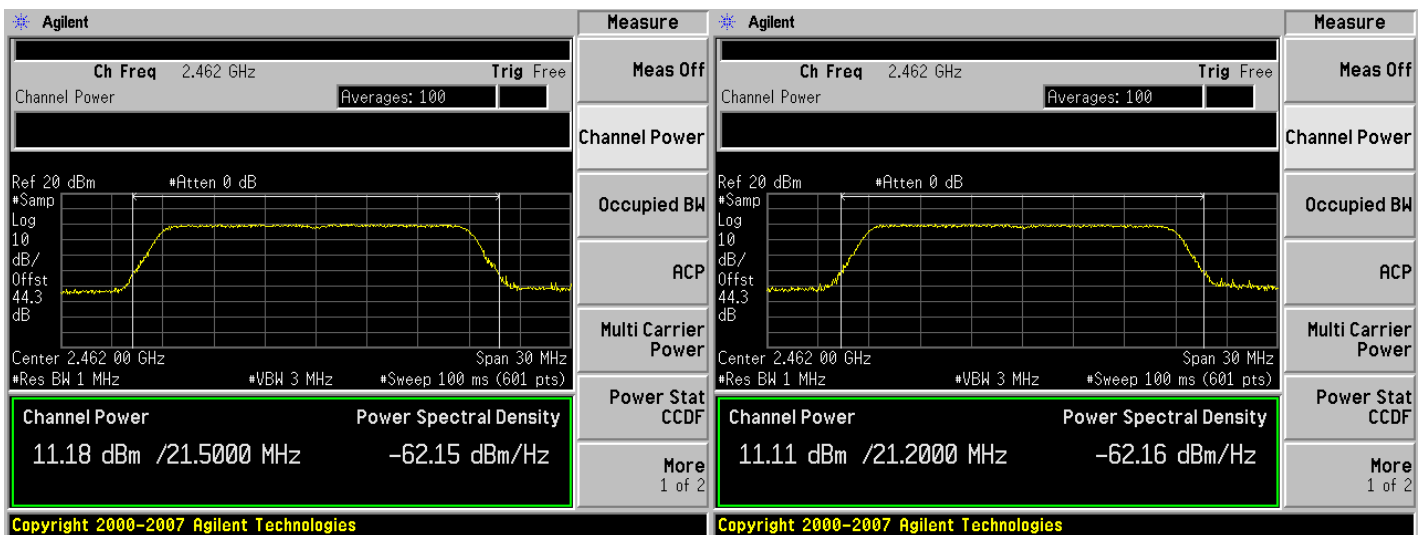 Agilent
Measure
Ch Freq 2.462 GHz Trig Free
Channel Power Averages: 100
Meas Off
Channel Power
Ref 20 dBm #Atten 0 dB
#Samp
Log
10
dB/
Offst
44.3
dB
Occupied BW
ACP
Multi Carrier
Power
Center 2.462 00 GHz Span 30 MHz
#Res BW 1 MHz #VBW 3 MHz #Sweep 100 ms (601 pts)
Power Stat
CCDF
Channel Power Power Spectral Density
11.18 dBm /21.5000 MHz -62.15 dBm/Hz
More
1 of 2
Copyright 2000-2007 Agilent Technologies
Agilent
Measure
Ch Freq 2.462 GHz Trig Free
Channel Power Averages: 100
Meas Off
Channel Power
Ref 20 dBm #Atten 0 dB
#Samp
Log
10
dB/
Offst
44.3
dB
Occupied BW
ACP
Multi Carrier
Power
Center 2.462 00 GHz Span 30 MHz
#Res BW 1 MHz #VBW 3 MHz #Sweep 100 ms (601 pts)
Power Stat
CCDF
Channel Power Power Spectral Density
11.11 dBm /21.2000 MHz -62.16 dBm/Hz
More
1 of 2
Copyright 2000-2007 Agilent Technologies